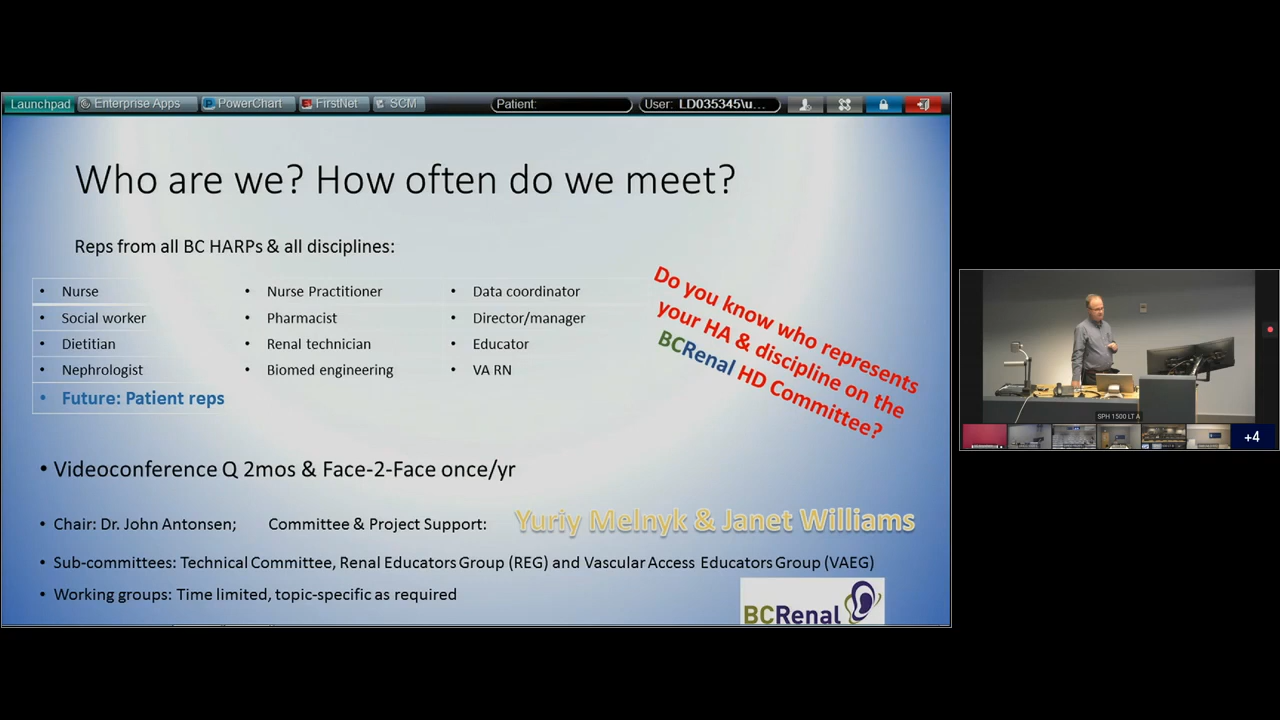 Launchpad Enterprise Apps PowerChart FirstNet SCM Patient: User: LD035345\u...
Who are we? How often do we meet?
Reps from all BC HARPs & all disciplines:
• Nurse • Nurse Practitioner • Data coordinator
• Social worker • Pharmacist • Director/manager
• Dietitian • Renal technician • Educator
• Nephrologist • Biomed engineering • VA RN
• Future: Patient reps
Do you know who represents
your HA & discipline on the
BCRenal HD Committee?
• Videoconference Q 2mos & Face-2-Face once/yr
• Chair: Dr. John Antonsen; Committee & Project Support: Yuriy Melnyk & Janet Williams
• Sub-committees: Technical Committee, Renal Educators Group (REG) and Vascular Access Educators Group (VAEG)
• Working groups: Time limited, topic-specific as required
BCRenal
SPH 1500 LT A
+4